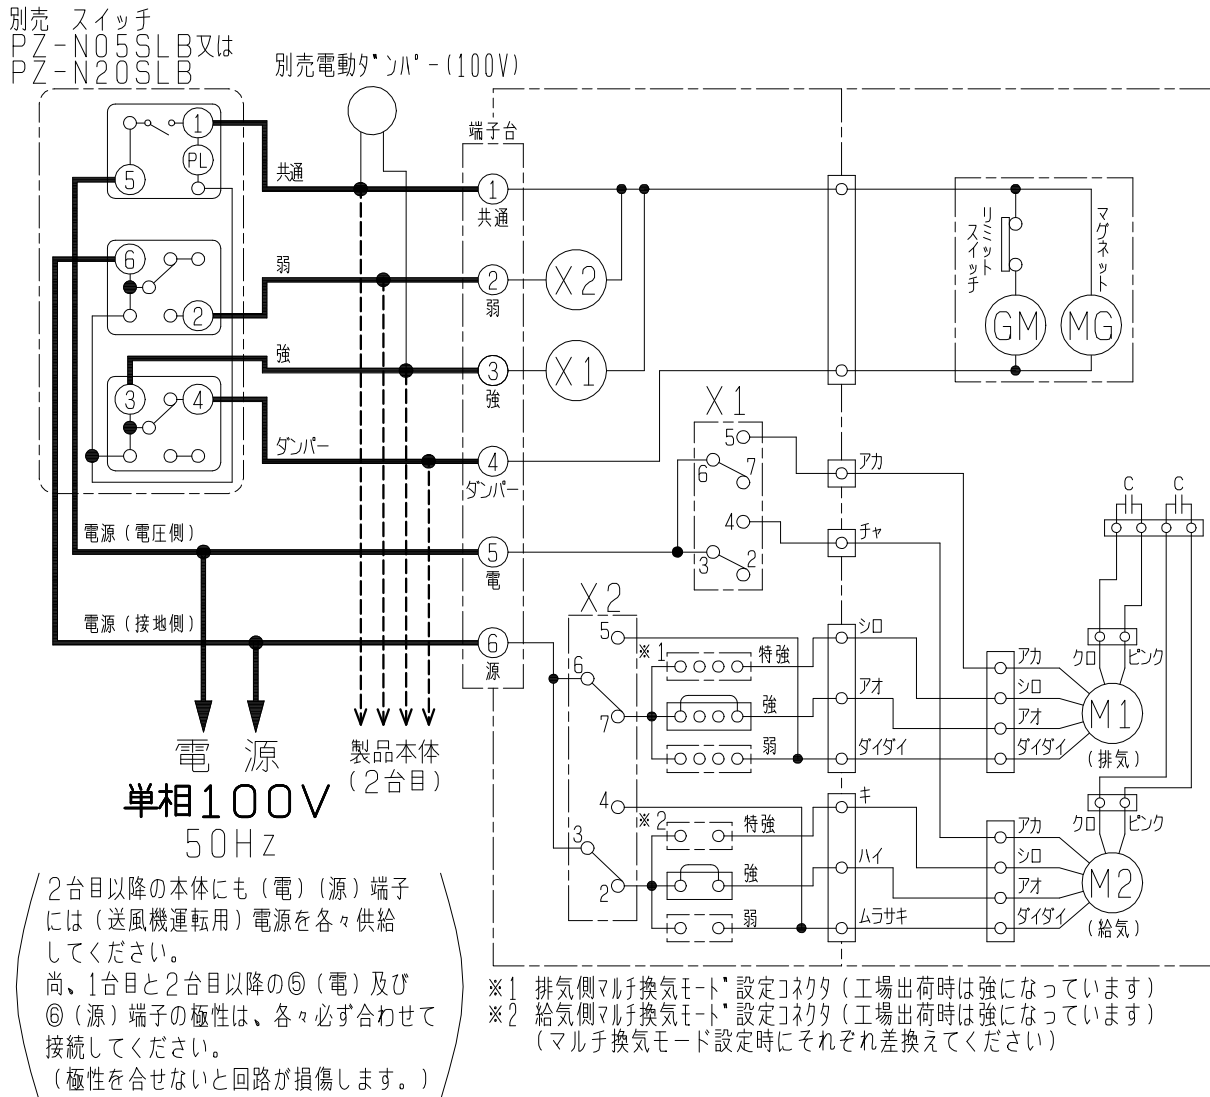 別売 スイッチ
PZ-N05SLB又は
PZ-N20SLB
別売電動ダンパー(100V)
端子台
1
PL
5
共通
1
共通
リミット
スイッチ
マグネット
6
2
弱
2
弱
X2
GM
MG
3
4
強
3
強
X1
X1
ダンパー
4
ダンパー
5
6
7
4
3
2
アカ
チャ
C
C
電源(電圧側)
5
電
電源(接地側)
6
源
X2
5
6
7
4
3
2
※1
特強
強
弱
シロ
アオ
ダイダイ
アカ
シロ
アオ
ダイダイ
クロ
ピンク
M1
(排気)
※2
特強
強
弱
キ
ハイ
ムラサキ
アカ
シロ
アオ
ダイダイ
クロ
ピンク
M2
(給気)
電 源
単相100V
50Hz
製品本体
(2台目)
2台目以降の本体にも(電)(源)端子
には(送風機運転用)電源を各々供給
してください。
尚、1台目と2台目以降の⑤(電)及び
⑥(源)端子の極性は、各々必ず合わせて
接続してください。
(極性を合せないと回路が損傷します。)
※1 排気側マルチ換気モード設定コネクタ(工場出荷時は強になっています)
※2 給気側マルチ換気モード設定コネクタ(工場出荷時は強になっています)
(マルチ換気モード設定時にそれぞれ差換えてください)